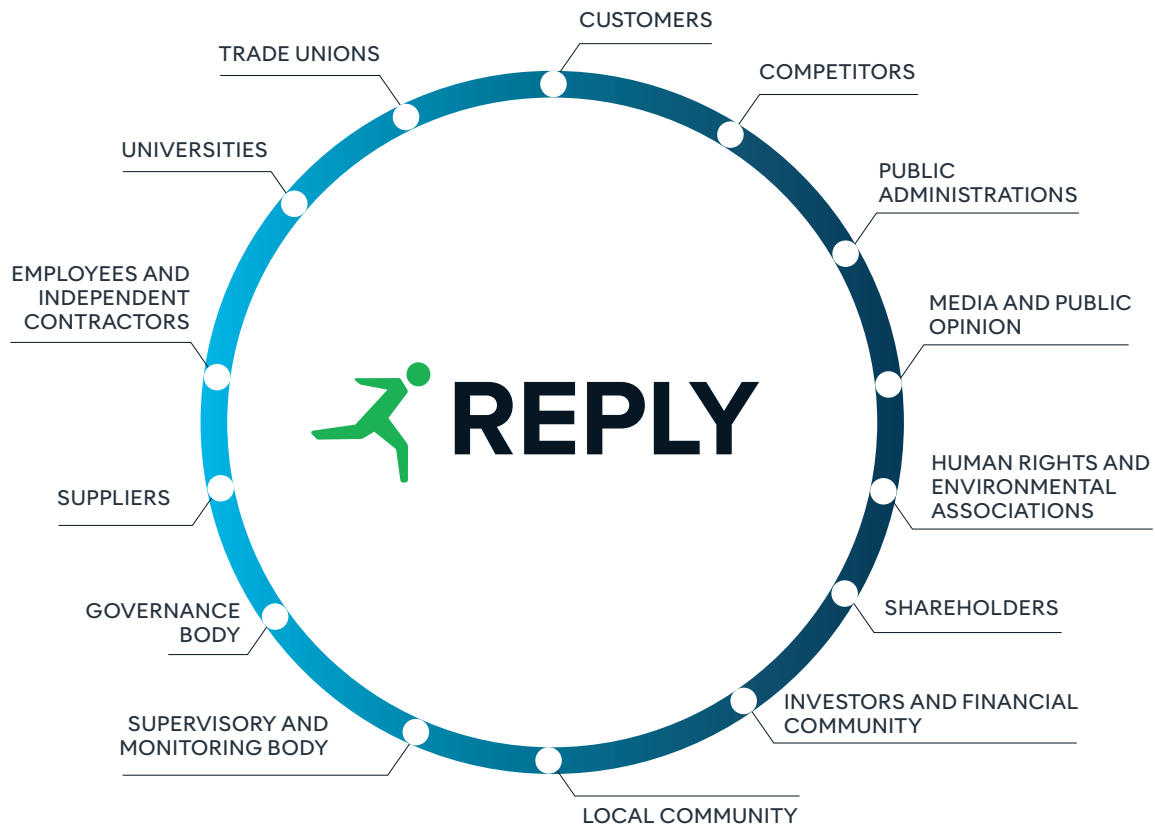 CUSTOMERS
TRADE UNIONS
COMPETITORS
UNIVERSITIES
PUBLIC
ADMINISTRATIONS
EMPLOYEES AND
INDEPENDENT
CONTRACTORS
MEDIA AND PUBLIC
OPINION
REPLY
SUPPLIERS
HUMAN RIGHTS AND
ENVIRONMENTAL
ASSOCIATIONS
GOVERNANCE
BODY
SHAREHOLDERS
SUPERVISORY AND
MONITORING BODY
INVESTORS AND FINANCIAL
COMMUNITY
LOCAL COMMUNITY